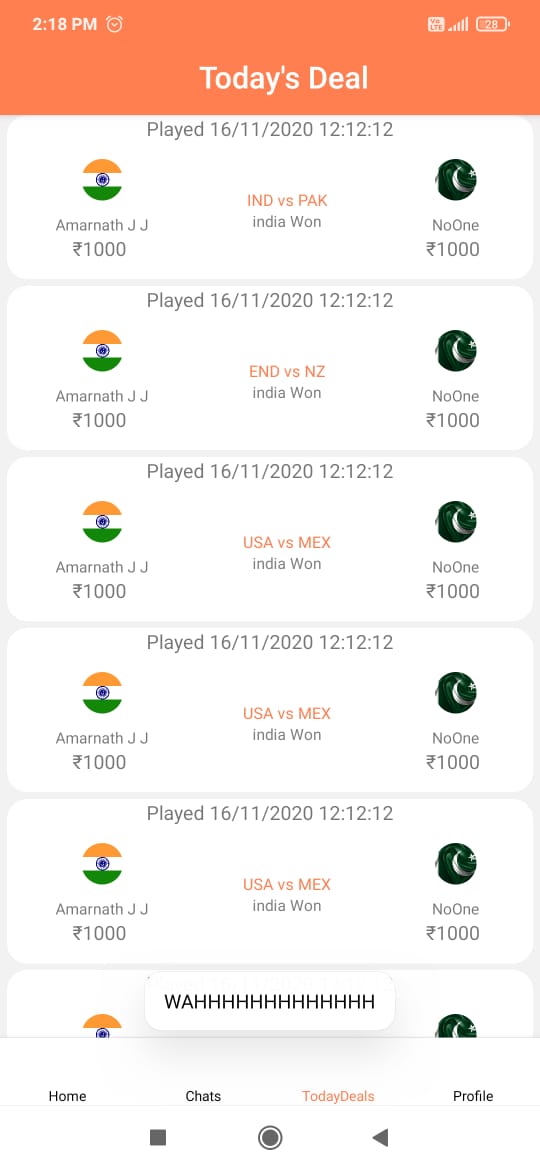 2:18 PM
Vo LTE
28
Today's Deal
Played 16/11/2020 12:12:12
IND vs PAK
india Won
Amarnath J J
NoOne
₹1000
₹1000
Played 16/11/2020 12:12:12
END vs NZ
india Won
Amarnath J J
NoOne
₹1000
₹1000
Played 16/11/2020 12:12:12
USA vs MEX
india Won
Amarnath J J
NoOne
₹1000
₹1000
Played 16/11/2020 12:12:12
USA vs MEX
india Won
Amarnath J J
NoOne
₹1000
₹1000
Played 16/11/2020 12:12:12
USA vs MEX
india Won
Amarnath J J
NoOne
₹1000
₹1000
WAHHHHHHHHHHHHH
Home
Chats
TodayDeals
Profile